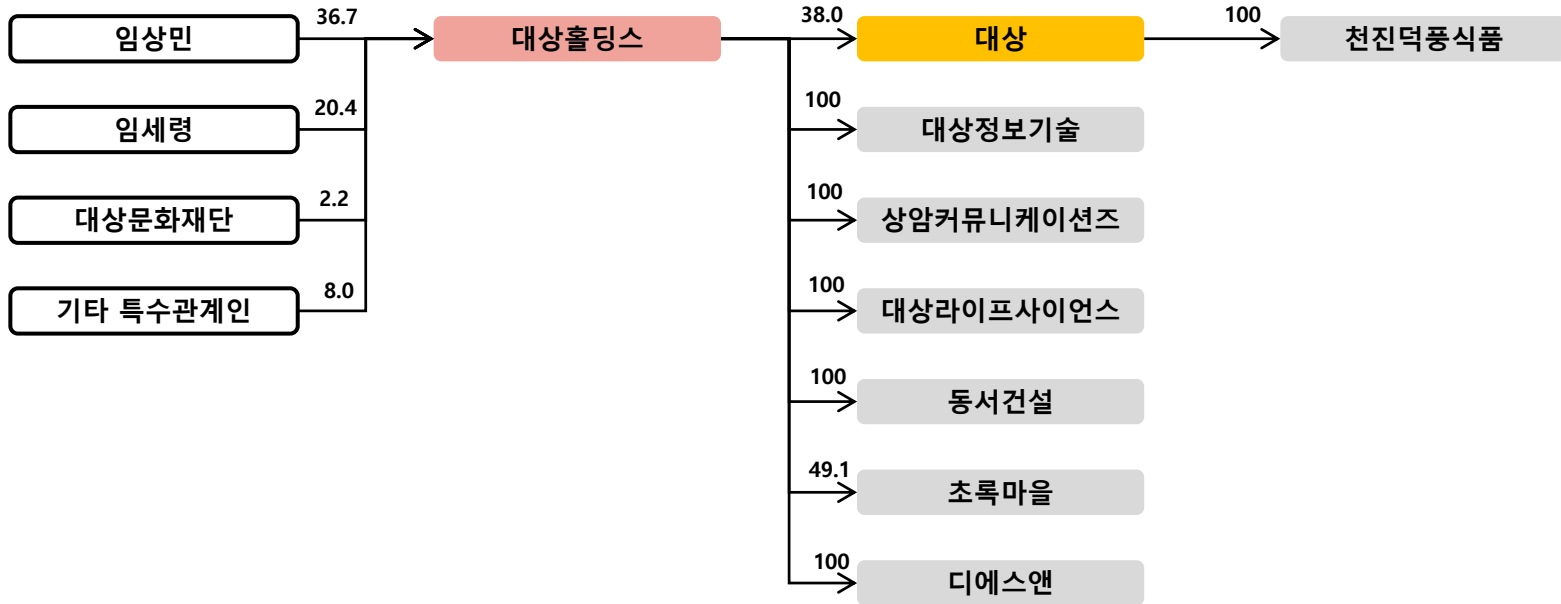 임상민
36.7
대상홀딩스
38.0
대상
100
천진덕풍식품
임세령
20.4
100
대상정보기술
대상문화재단
2.2
100
상암커뮤니케이션즈
기타 특수관계인
8.0
100
대상라이프사이언스
100
동서건설
49.1
초록마을
100
디에스앤